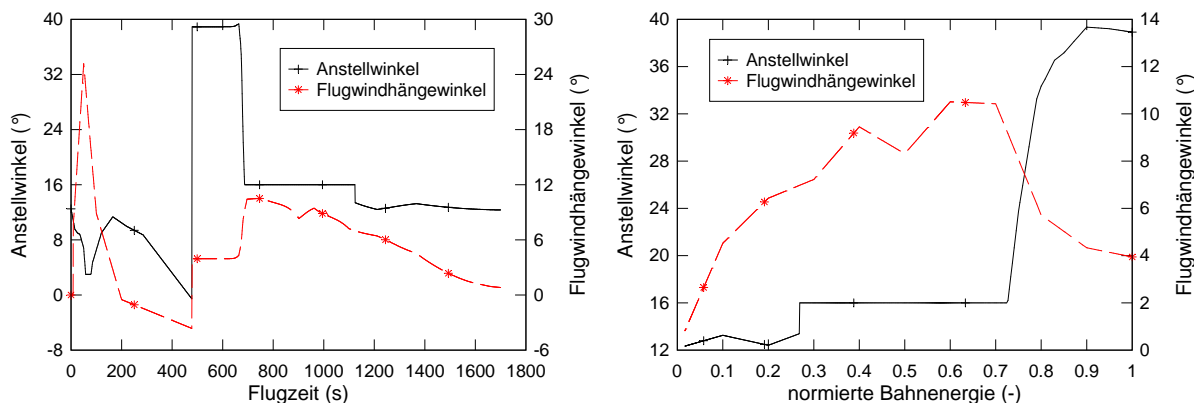 40
32
24
16
8
0
-8
Anstellwinkel (°)
30
24
18
12
6
0
-6
Flugwindhängewinkel (°)
Anstellwinkel
Flugwindhängewinkel
0 200 400 600 800 1000 1200 1400 1600 1800
Flugzeit (s)
40
36
32
28
24
20
16
12
Anstellwinkel (°)
14
12
10
8
6
4
2
0
Flugwindhängewinkel (°)
Anstellwinkel
Flugwindhängewinkel
0 0.1 0.2 0.3 0.4 0.5 0.6 0.7 0.8 0.9 1
normierte Bahnenergie (-)